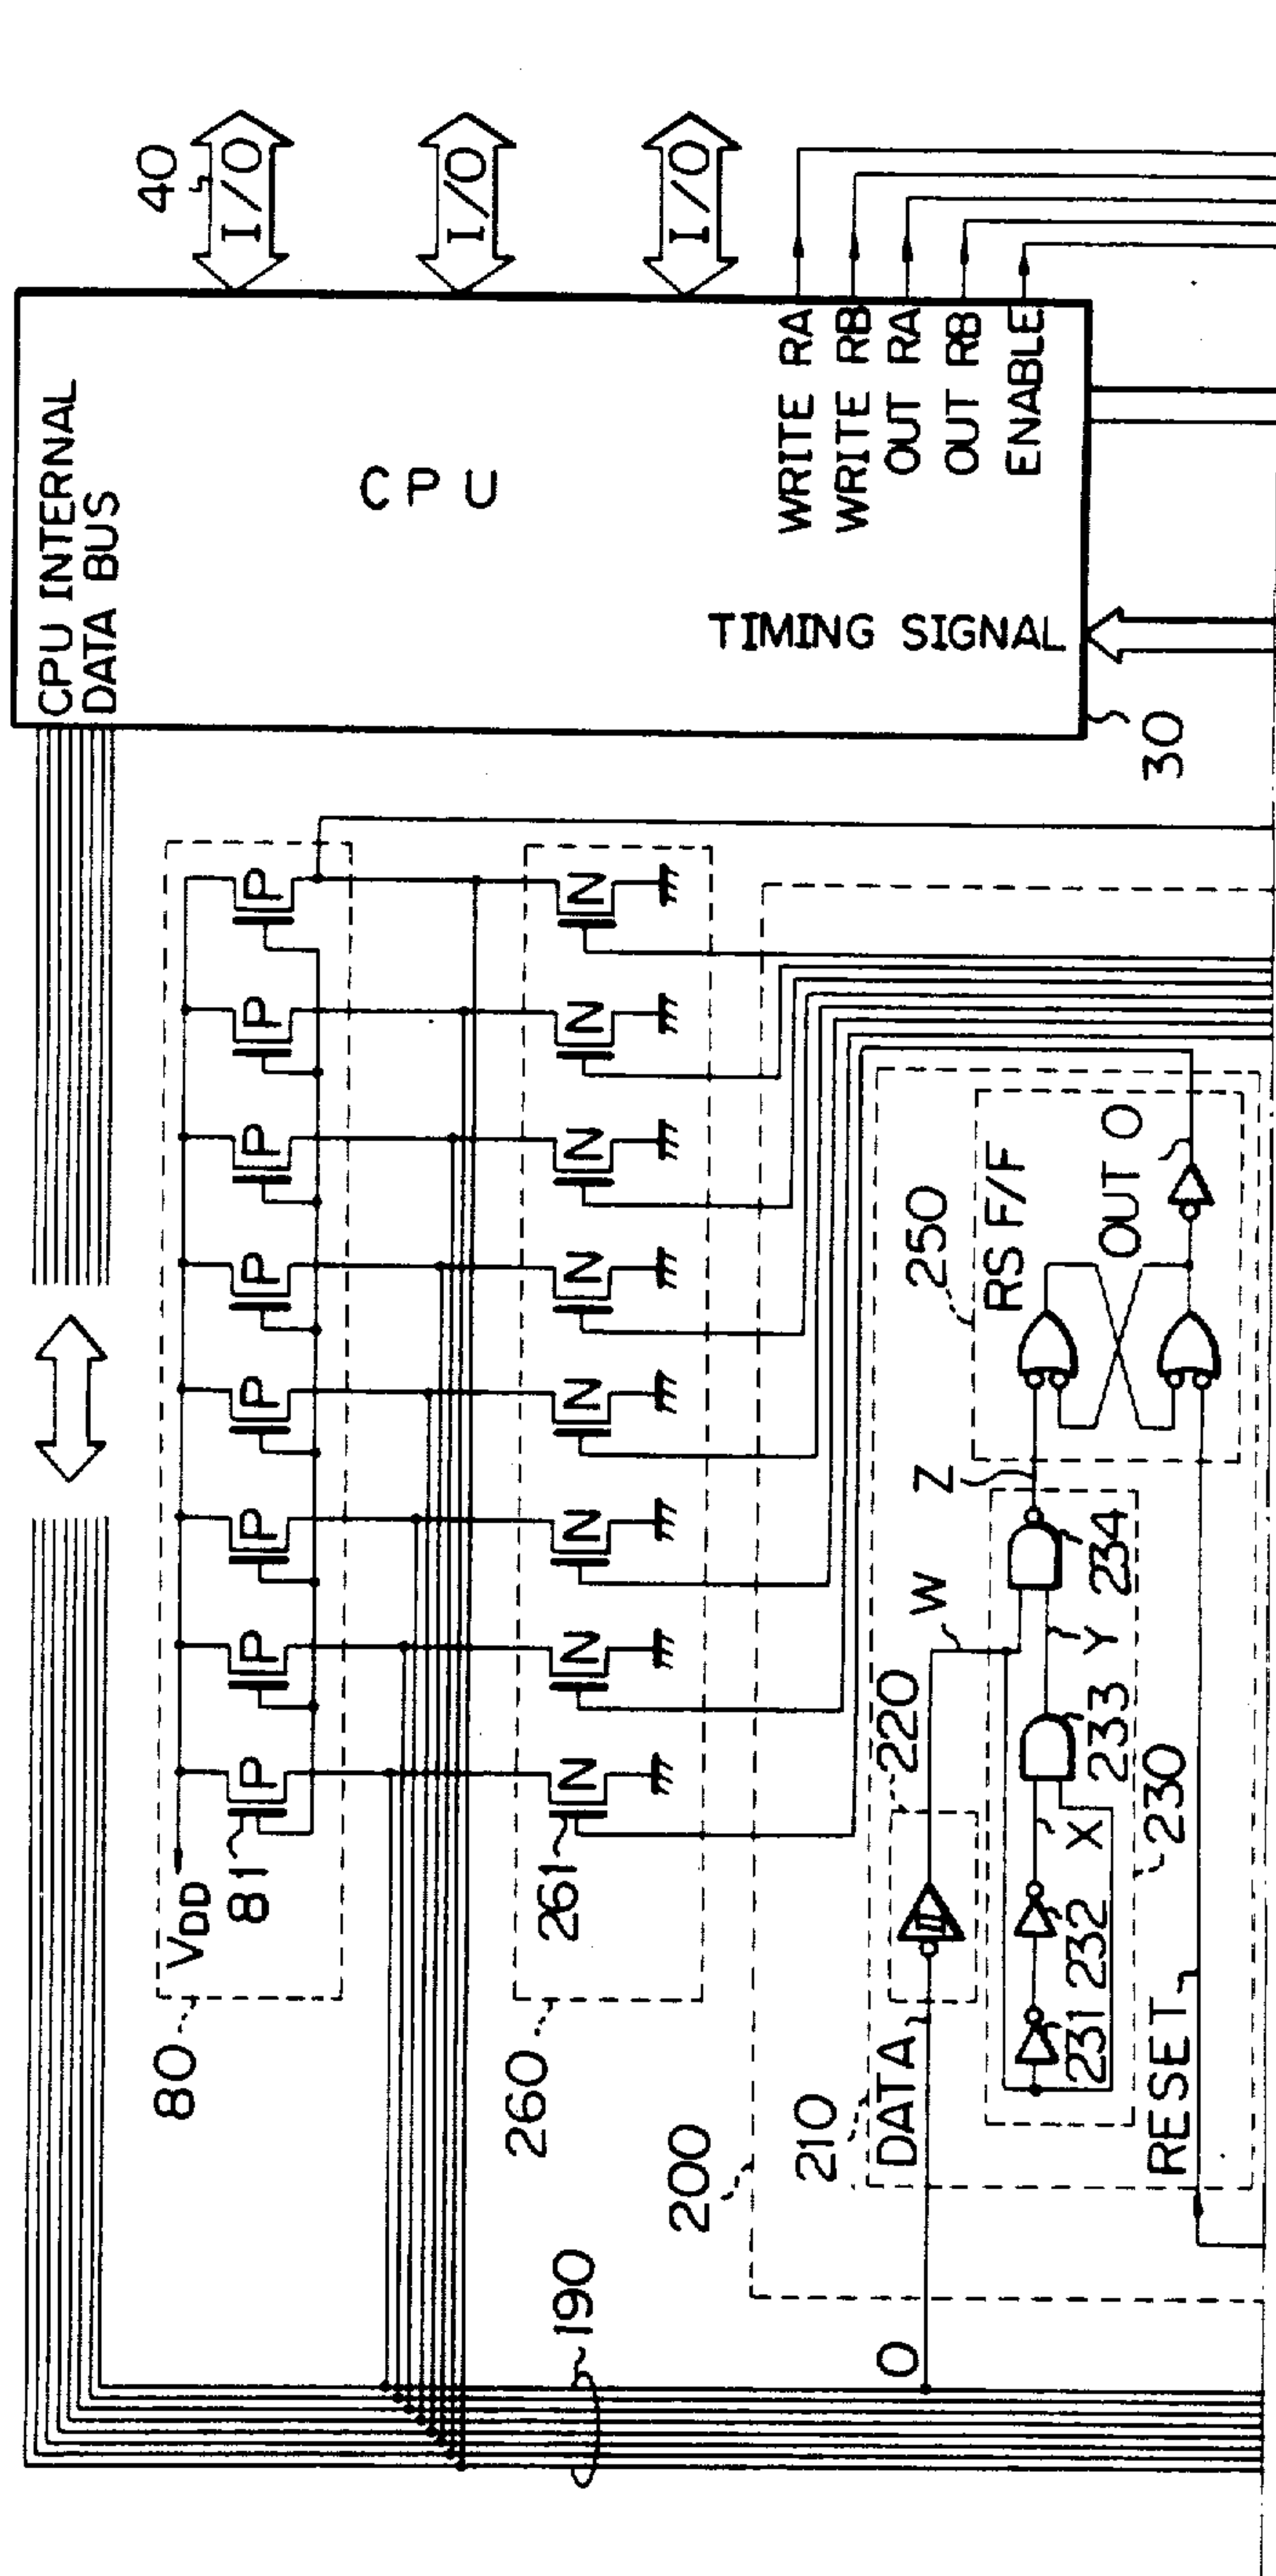 CPU INTERNAL
DATA BUS
CPU
40
I/O
I/O
I/O
WRITE RA
WRITE RB
OUT RA
OUT RB
ENABLE
TIMING SIGNAL
30
80
VDD
81
P
P
P
P
P
P
P
P
260
261
N
N
N
N
N
N
N
N
190
200
210
0
DATA
220
W
230
231
232
X
233
Y
234
Z
250
RS F/F
OUT 0
RESET